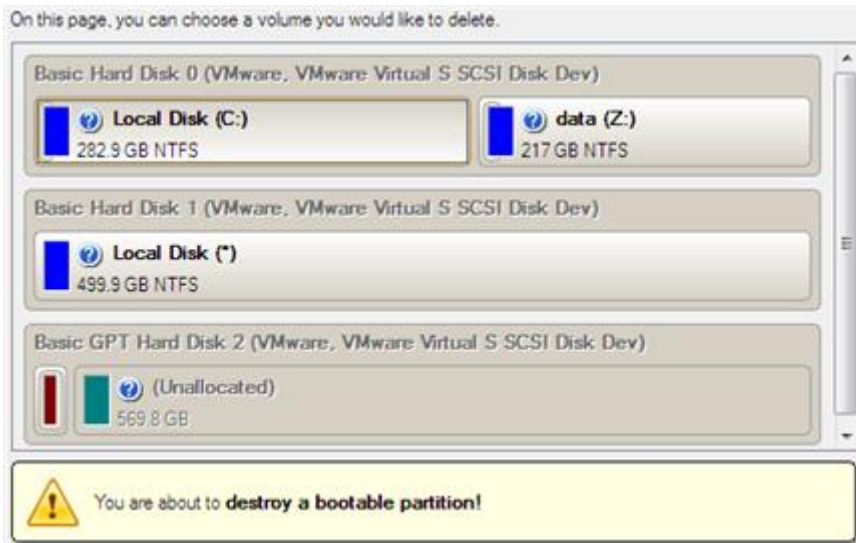 On this page, you can choose a volume you would like to delete.
Basic Hard Disk 0 (VMware, VMware Virtual S SCSI Disk Dev)
Local Disk (C:)
282.9 GB NTFS
data (Z:)
217 GB NTFS
Basic Hard Disk 1 (VMware, VMware Virtual S SCSI Disk Dev)
Local Disk (*)
499.9 GB NTFS
Basic GPT Hard Disk 2 (VMware, VMware Virtual S SCSI Disk Dev)
(Unallocated)
569.8 GB
You are about to destroy a bootable partition!